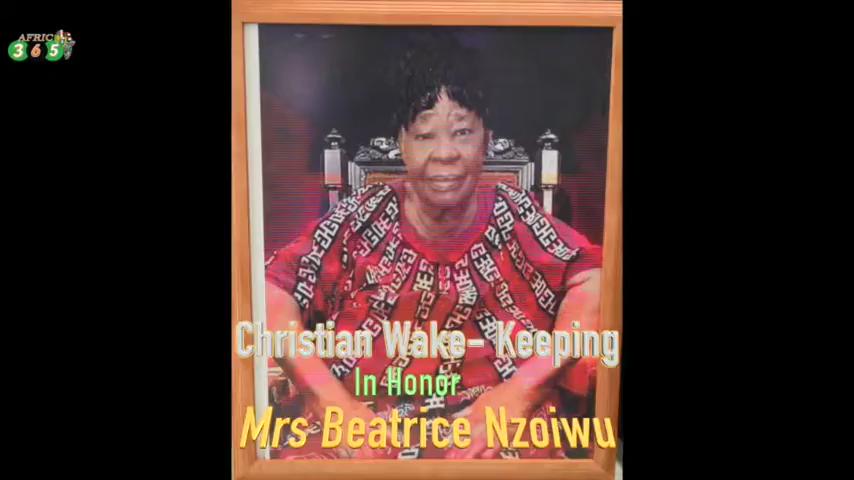 AFRIC
365
Christian Wake- Keeping
In Honor
Mrs Beatrice Nzoiwu